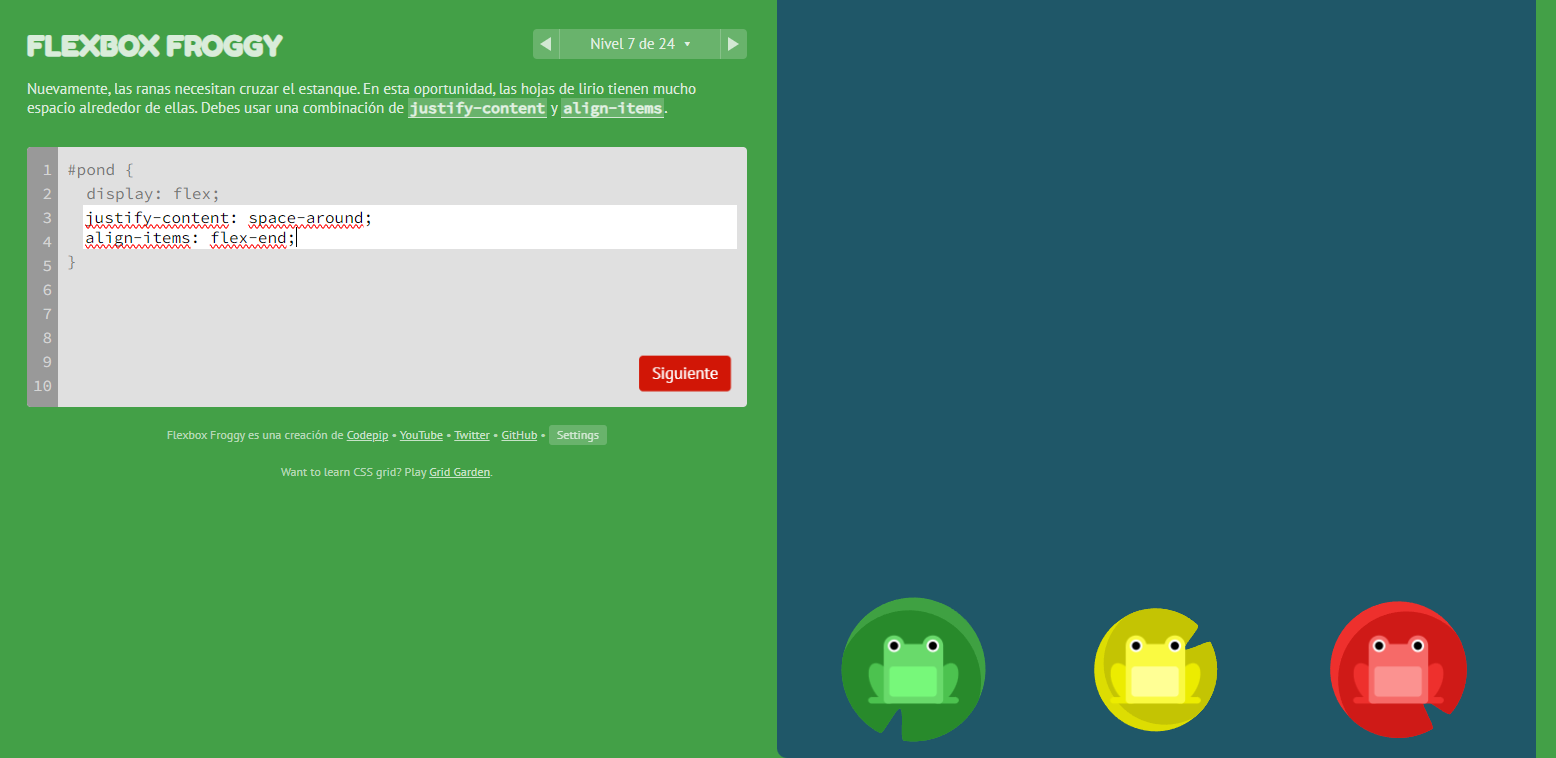 FLEXBOX FROGGY
Nivel 7 de 24
Nuevamente, las ranas necesitan cruzar el estanque. En esta oportunidad, las hojas de lirio tienen mucho
espacio alrededor de ellas. Debes usar una combinación de justify-content y align-items.
1 #pond {
2 display: flex;
3 justify-content: space-around;
4 align-items: flex-end;
5 }
6
7
8
9
10
Siguiente
Flexbox Froggy es una creación de Codepip • YouTube • Twitter • GitHub • Settings
Want to learn CSS grid? Play Grid Garden.